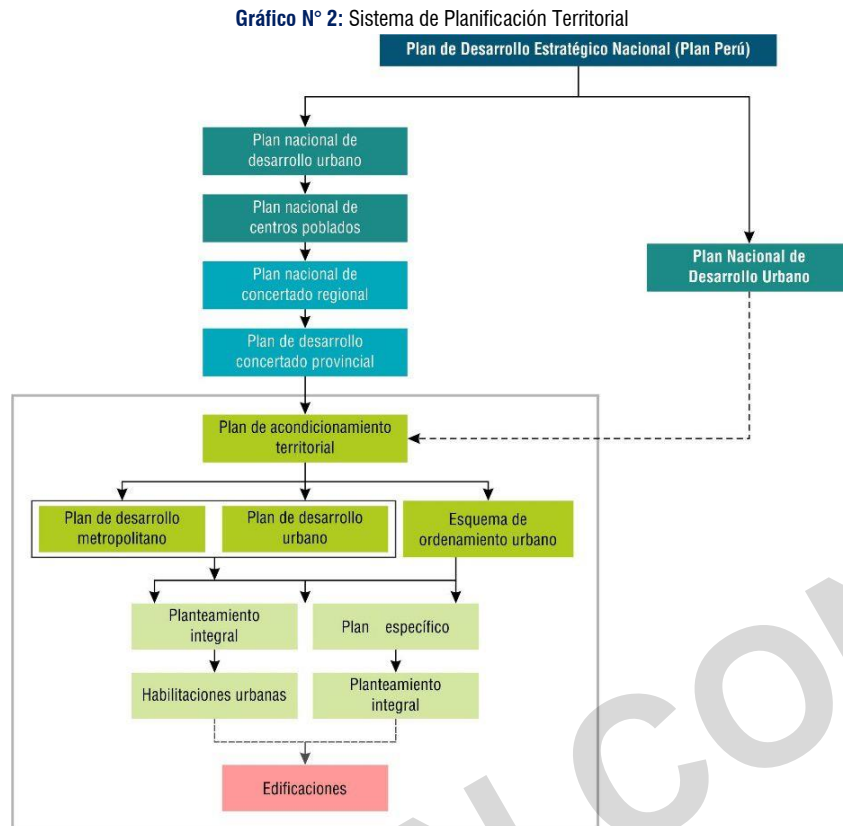 Gráfico N° 2: Sistema de Planificación Territorial
Plan de Desarrollo Estratégico Nacional (Plan Perú)
Plan nacional de
desarrollo urbano
Plan nacional de
centros poblados
Plan Nacional de
Desarrollo Urbano
Plan nacional de
concertado regional
Plan de desarrollo
concertado provincial
Plan de acondicionamiento
territorial
Plan de desarrollo
metropolitano
Plan de desarrollo
urbano
Esquema de
ordenamiento urbano
Planteamiento
integral
Plan específico
Habilitaciones urbanas
Planteamiento
integral
Edificaciones